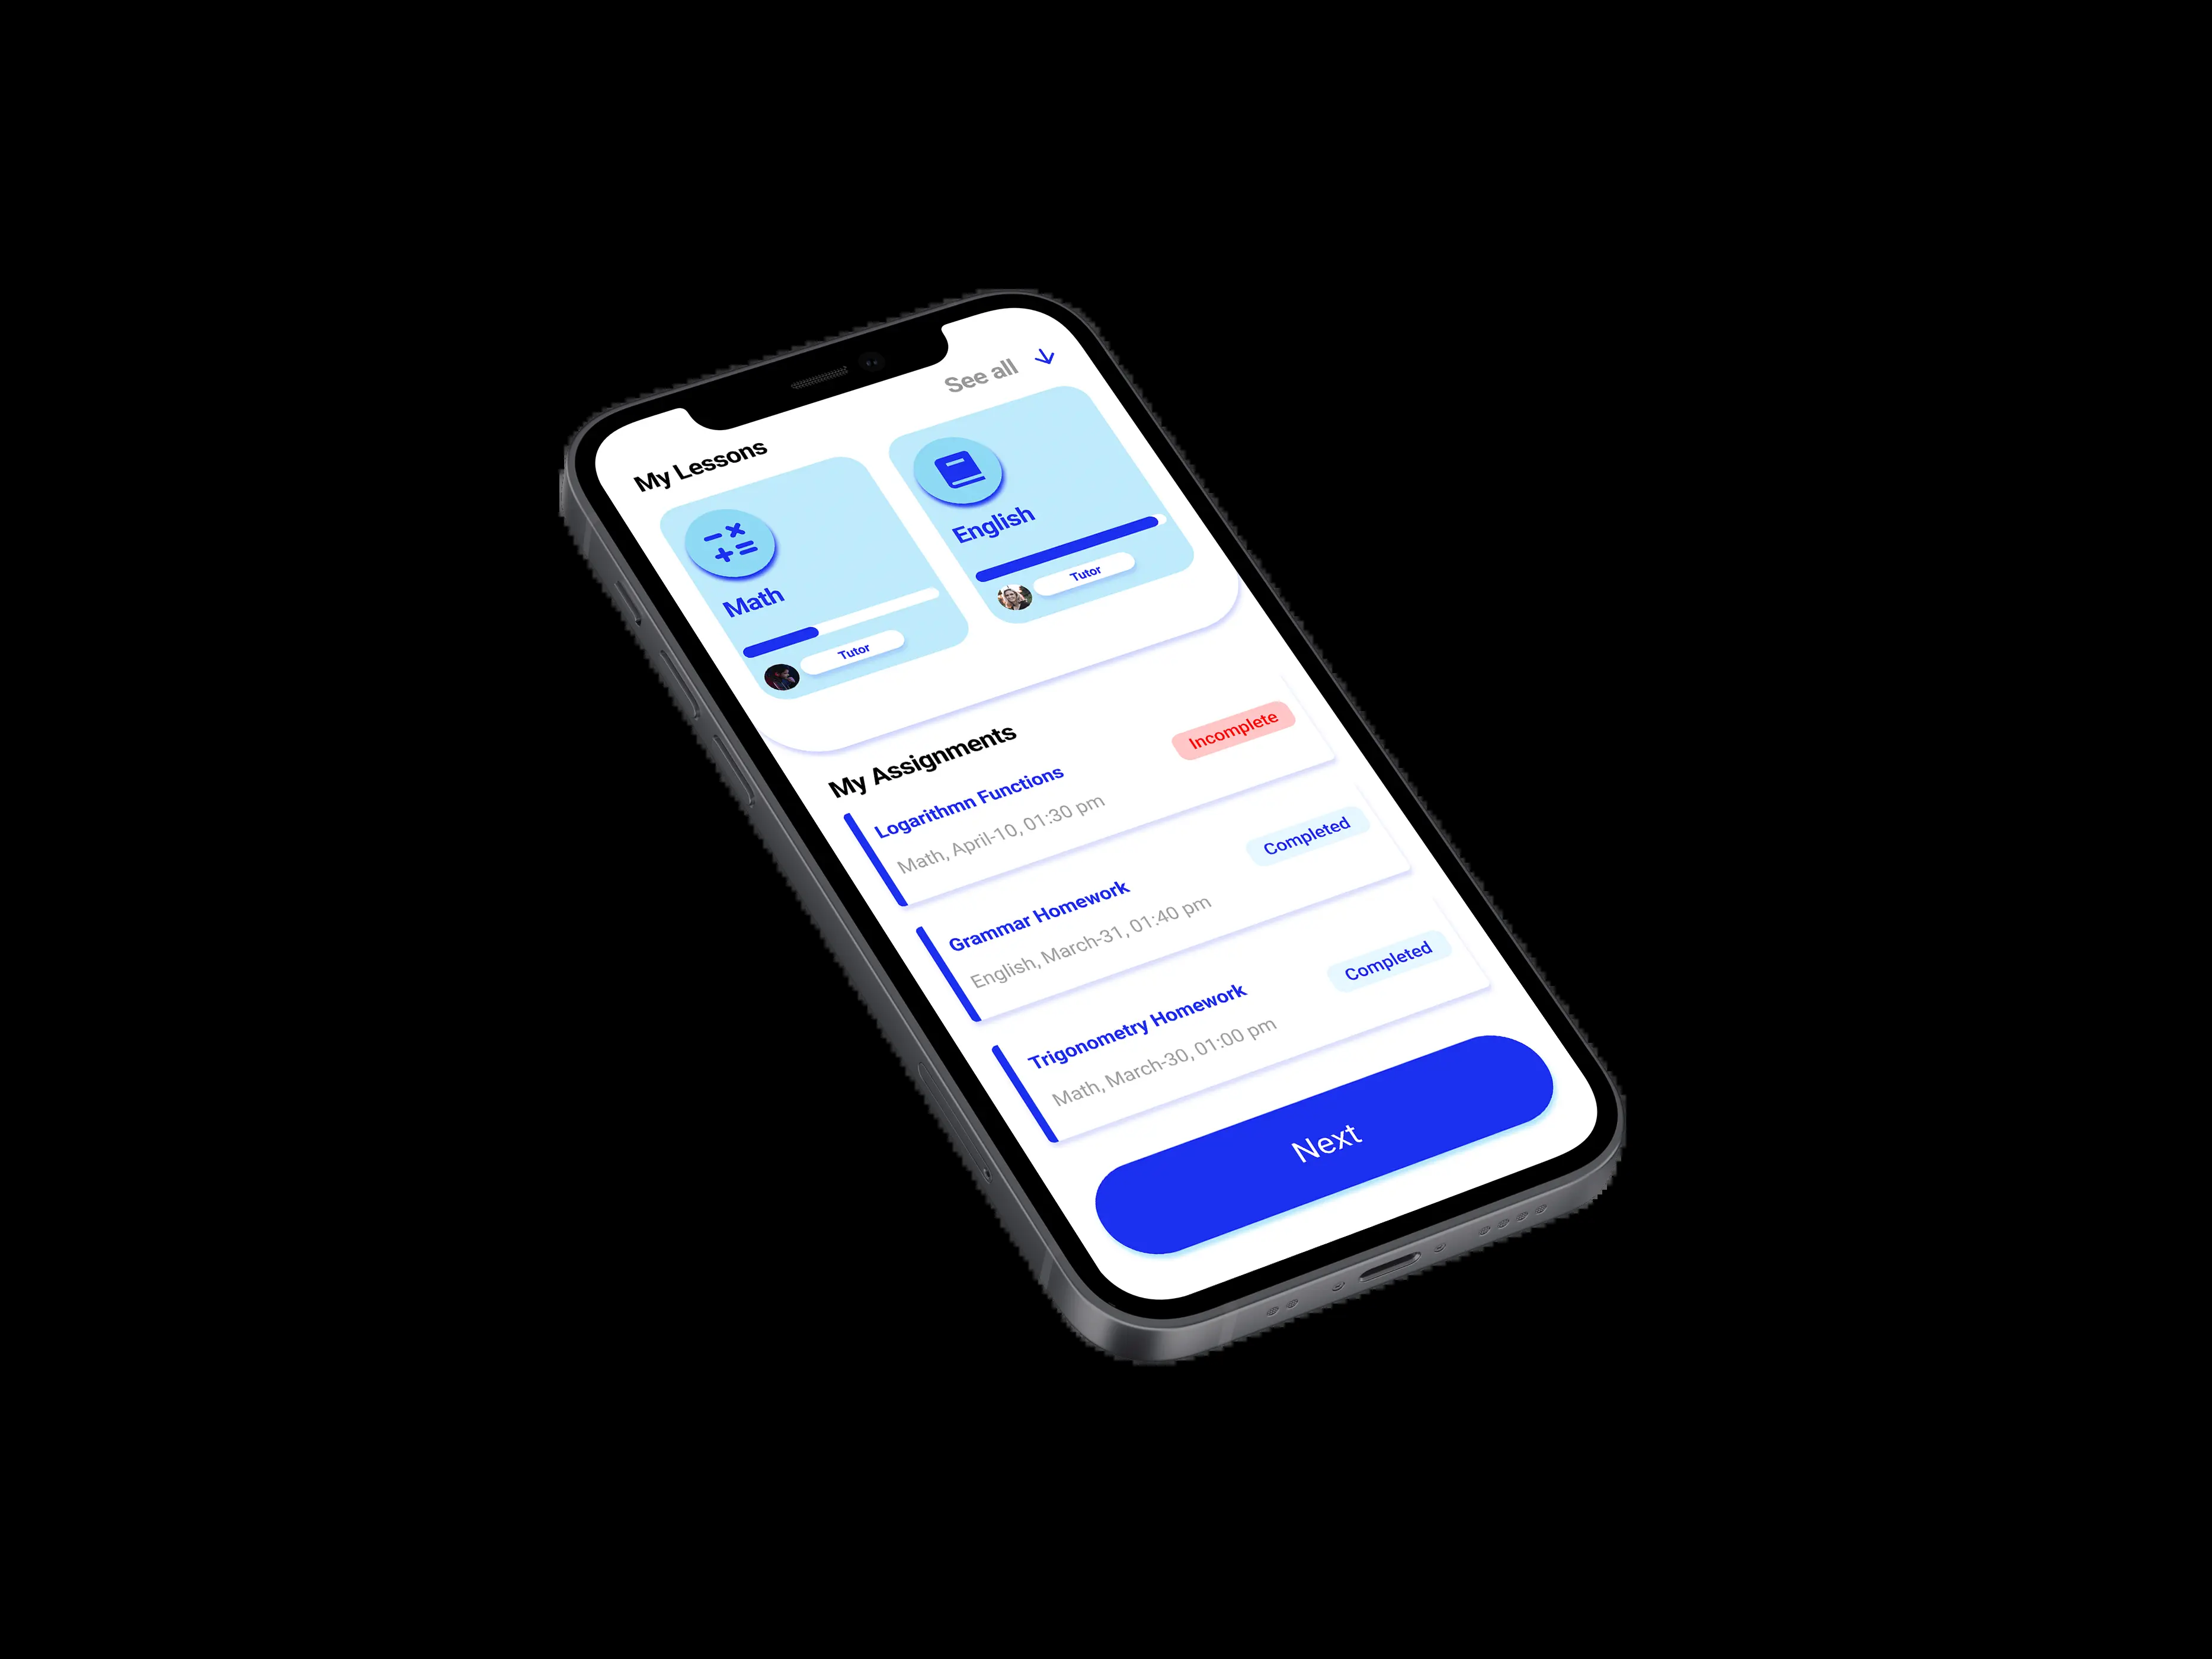 See all
My Lessons
Math
Tutor
English
Tutor
My Assignments
Logarithmn Functions
Math, April-10, 01:30 pm
Incomplete
Grammar Homework
English, March-31, 01:40 pm
Completed
Trigonometry Homework
Math, March-30, 01:00 pm
Completed
Next